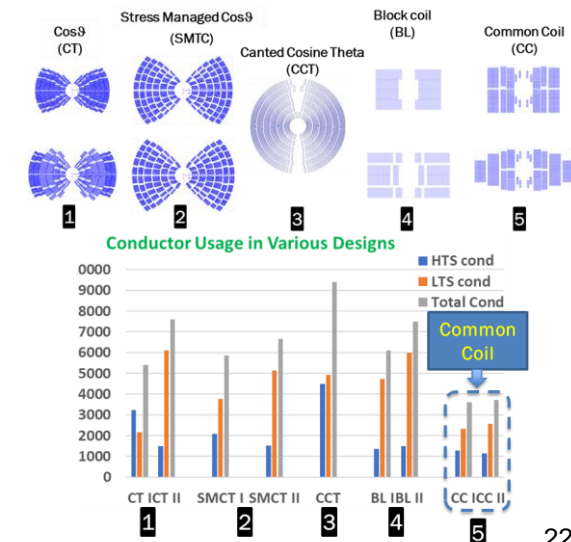 Cosϑ
(CT)
Stress Managed Cosϑ
(SMTC)
Canted Cosine Theta
(CCT)
Block coil
(BL)
Common Coil
(CC)
1
2
3
4
5
Conductor Usage in Various Designs
HTS cond
LTS cond
Total Cond
0000
9000
8000
7000
6000
5000
4000
3000
2000
1000
0
Common
Coil
CT I CT II SMCT I SMCT II CCT BL I BL II CC I CC II
1
2
3
4
5
22